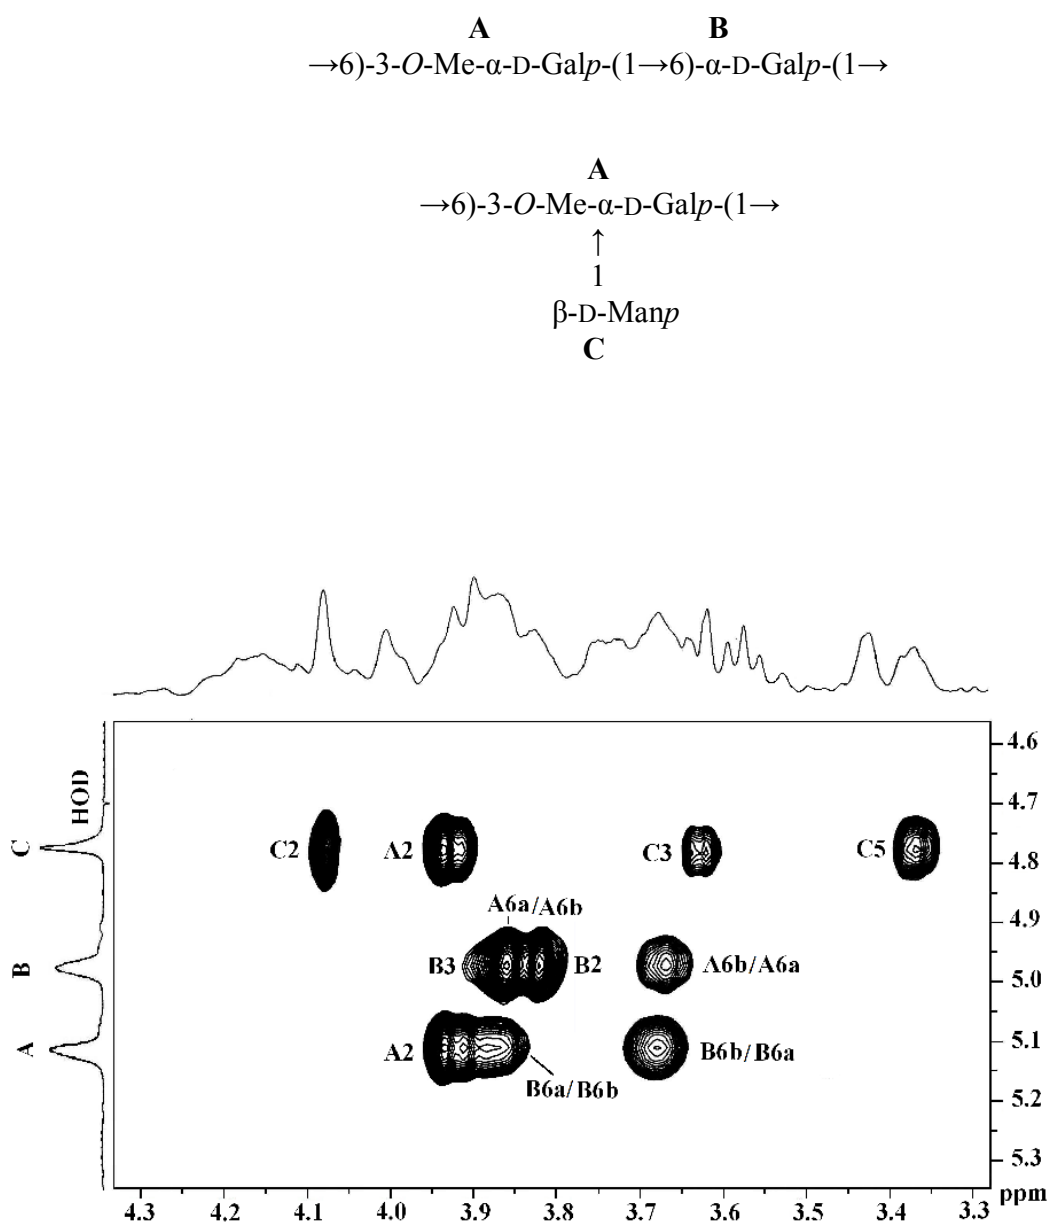 A B
→6)-3-O-Me-α-D-Galp-(1→6)-α-D-Galp-(1→
A
→6)-3-O-Me-α-D-Galp-(1→
↑
1
β-D-Manp
C
HOD
C
B
A
C2 A2 C3 C5
A6a/A6b
B3 B2 A6b/A6a
A2 B6b/B6a
B6a/B6b
4.6
4.7
4.8
4.9
5.0
5.1
5.2
5.3
ppm
4.3 4.2 4.1 4.0 3.9 3.8 3.7 3.6 3.5 3.4 3.3